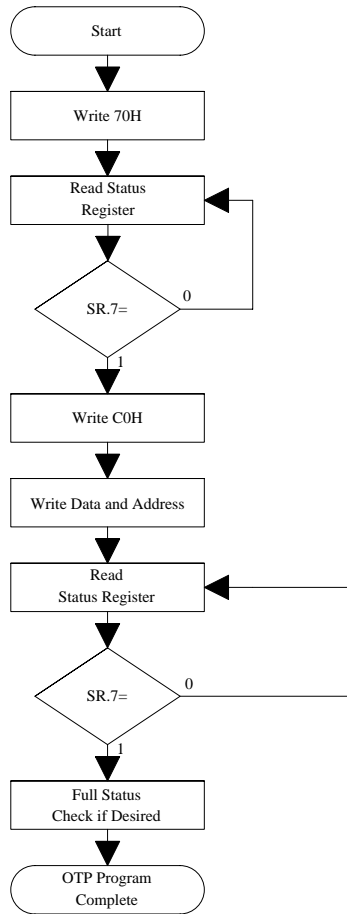 Start
Write 70H
Read Status
Register
SR.7=
0
1
Write C0H
Write Data and Address
Read
Status Register
SR.7=
0
1
Full Status
Check if Desired
OTP Program
Complete